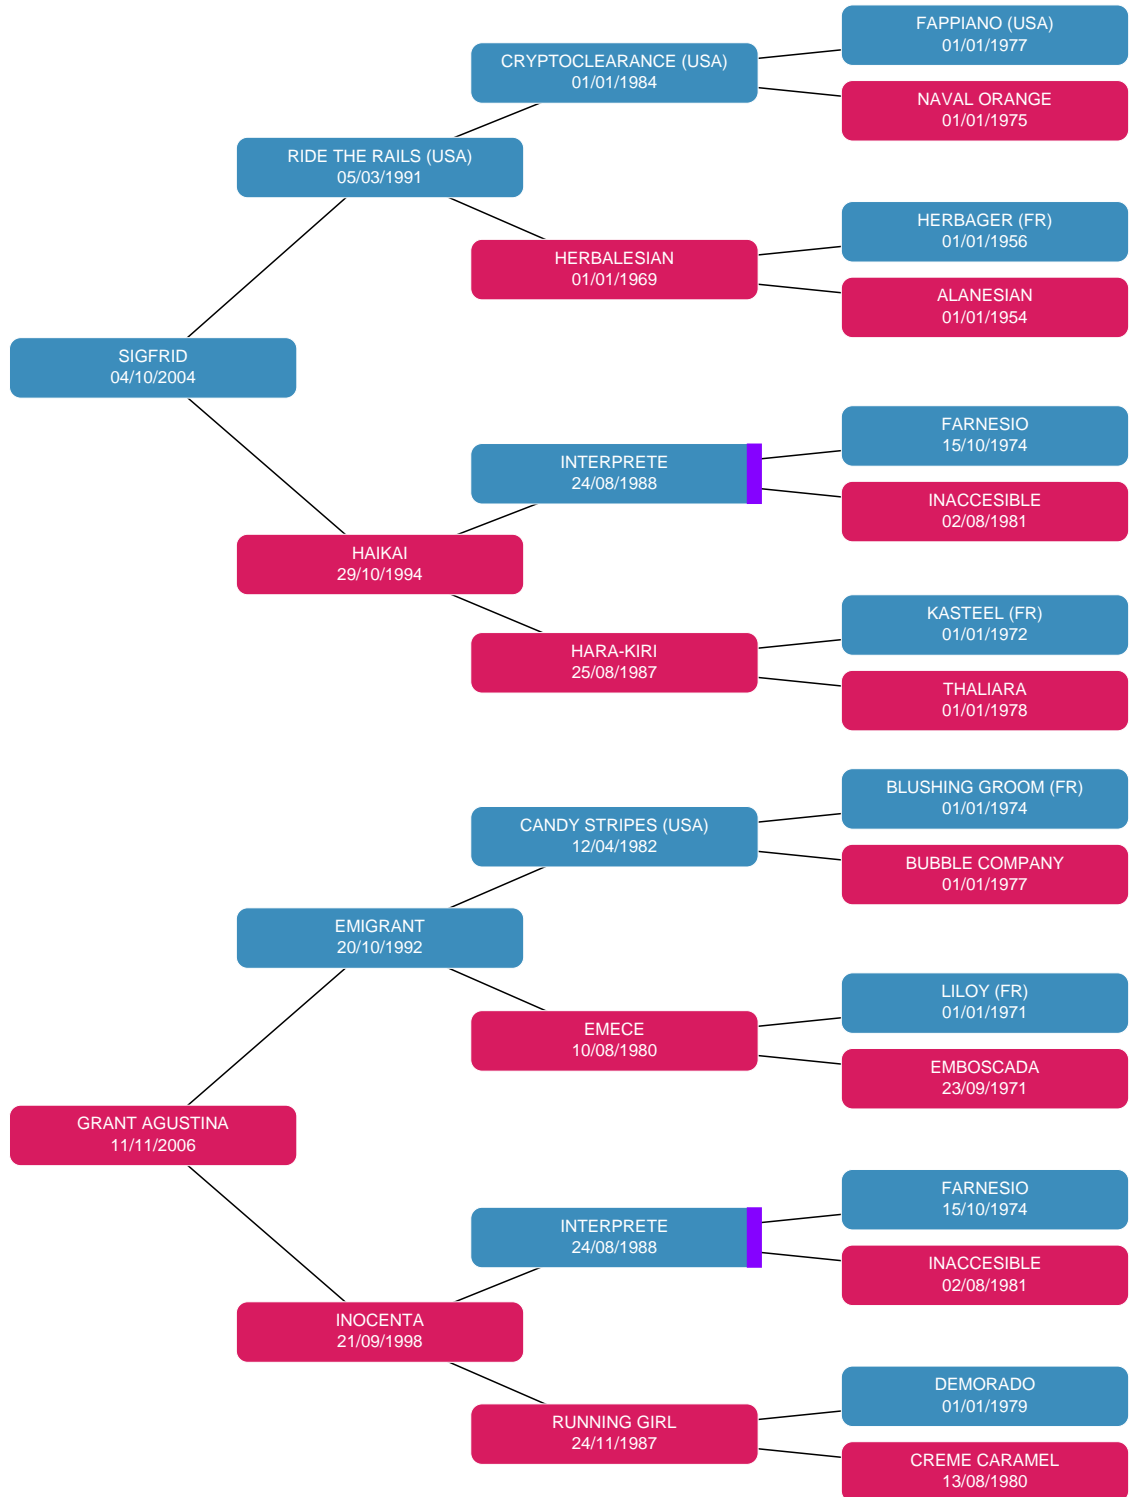 FAPPIANO (USA)
01/01/1977
CRYPTOCLEARANCE (USA)
01/01/1984
NAVAL ORANGE
01/01/1975
RIDE THE RAILS (USA)
05/03/1991
HERBAGER (FR)
01/01/1956
HERBALESIAN
01/01/1969
ALANESIAN
01/01/1954
SIGFRID
04/10/2004
FARNESIO
15/10/1974
INTERPRETE
24/08/1988
INACCESIBLE
02/08/1981
HAIKAI
29/10/1994
KASTEEL (FR)
01/01/1972
HARA-KIRI
25/08/1987
THALIARA
01/01/1978
BLUSHING GROOM (FR)
01/01/1974
CANDY STRIPES (USA)
12/04/1982
BUBBLE COMPANY
01/01/1977
EMIGRANT
20/10/1992
LILOY (FR)
01/01/1971
EMECE
10/08/1980
EMBOSCADA
23/09/1971
GRANT AGUSTINA
11/11/2006
FARNESIO
15/10/1974
INTERPRETE
24/08/1988
INACCESIBLE
02/08/1981
INOCENTA
21/09/1998
DEMORADO
01/01/1979
RUNNING GIRL
24/11/1987
CREME CARAMEL
13/08/1980